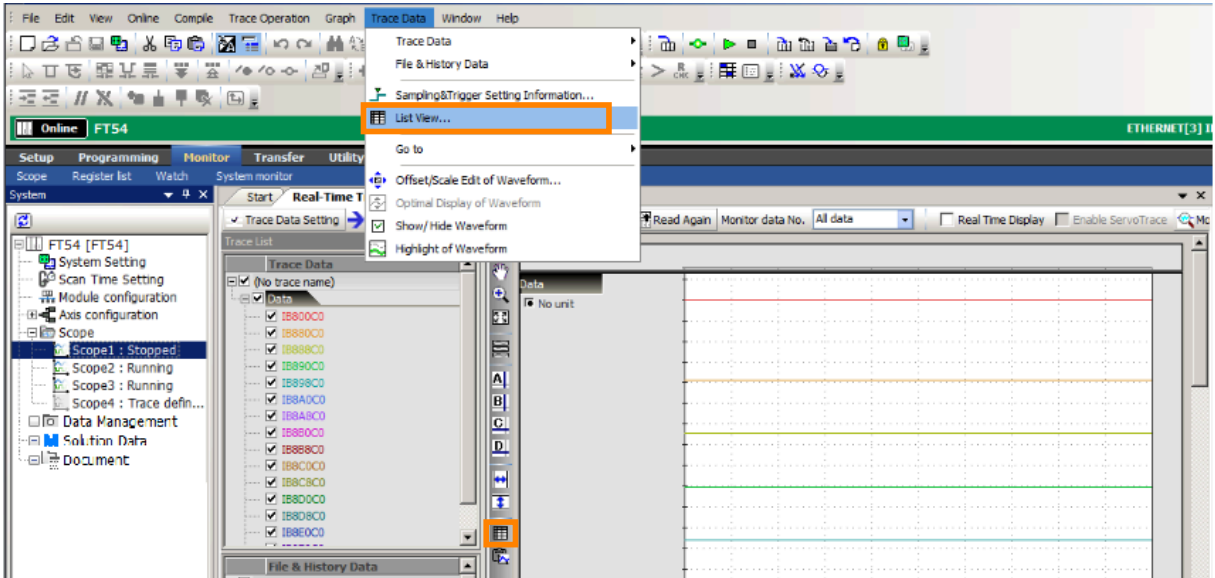 File Edit View Online Compile Trace Operation Graph Trace Data Window Help
Trace Data
File & History Data
Sampling&Trigger Setting Information...
List View...
Go to
Offset/Scale Edit of Waveform...
Optimal Display of Waveform
Show/Hide Waveform
Highlight of Waveform
Online FT54
ETHERNET[3]
Setup Programming Monitor Transfer Utility
Scope Register list Watch System monitor
System
Start Real-Time
Trace Data Setting
Read Again Monitor data No. All data Real Time Display Enable ServoTrace
FT54 [FT54]
System Setting
Scan Time Setting
Module configuration
Axis configuration
Scope
Scope1 : Stopped
Scope2 : Running
Scope3 : Running
Scope4 : Trace defin...
Data Management
Solution Data
Document
Trace List
Trace Data
(No trace name)
Data
IB800C0
IB880C0
IB888C0
IB890C0
IB898C0
IB8A0C0
IB8A8C0
IB8B0C0
IB8B8C0
IB8C0C0
IB8C8C0
IB8D0C0
IB8D8C0
IB8E0C0
File & History Data
A
B
C
D
Data
No unit